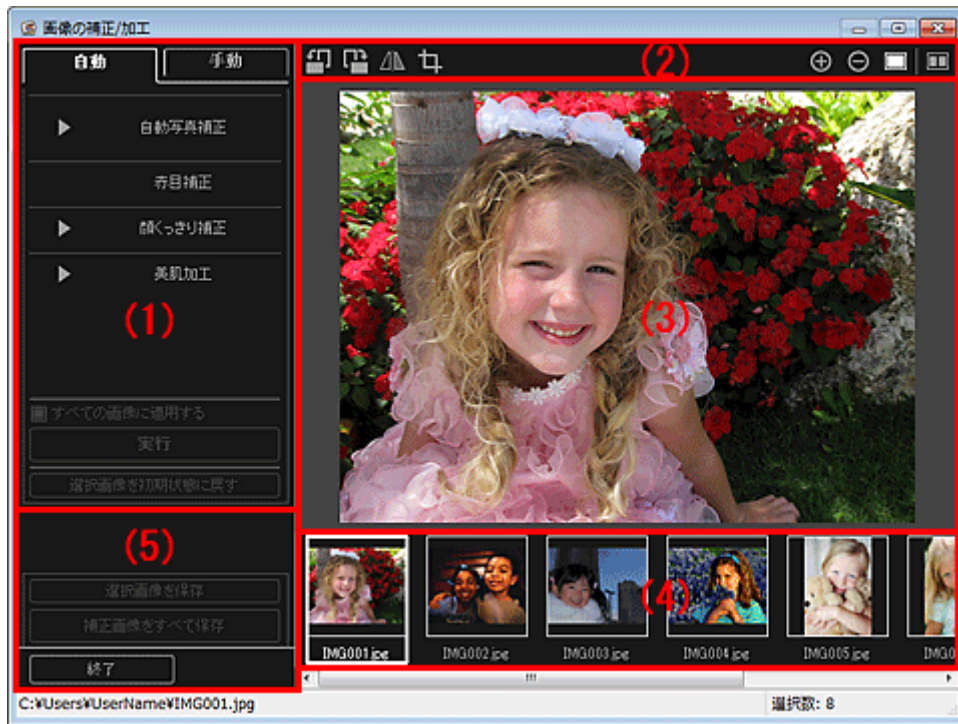 画像の補正/加工
自動
手動
(2)
自動写真補正
赤目補正
顔くっきり補正
美肌加工
(1)
(3)
すべての画像に適用する
実行
選択画像を初期状態に戻す
(5)
(4)
選択画像を保存
補正画像をすべて保存
終了
IMG001.jpg
IMG002.jpg
IMG003.jpg
IMG004.jpg
IMG005.jpg
IMG0
C:¥Users¥UserName¥IMG001.jpg
選択数: 8